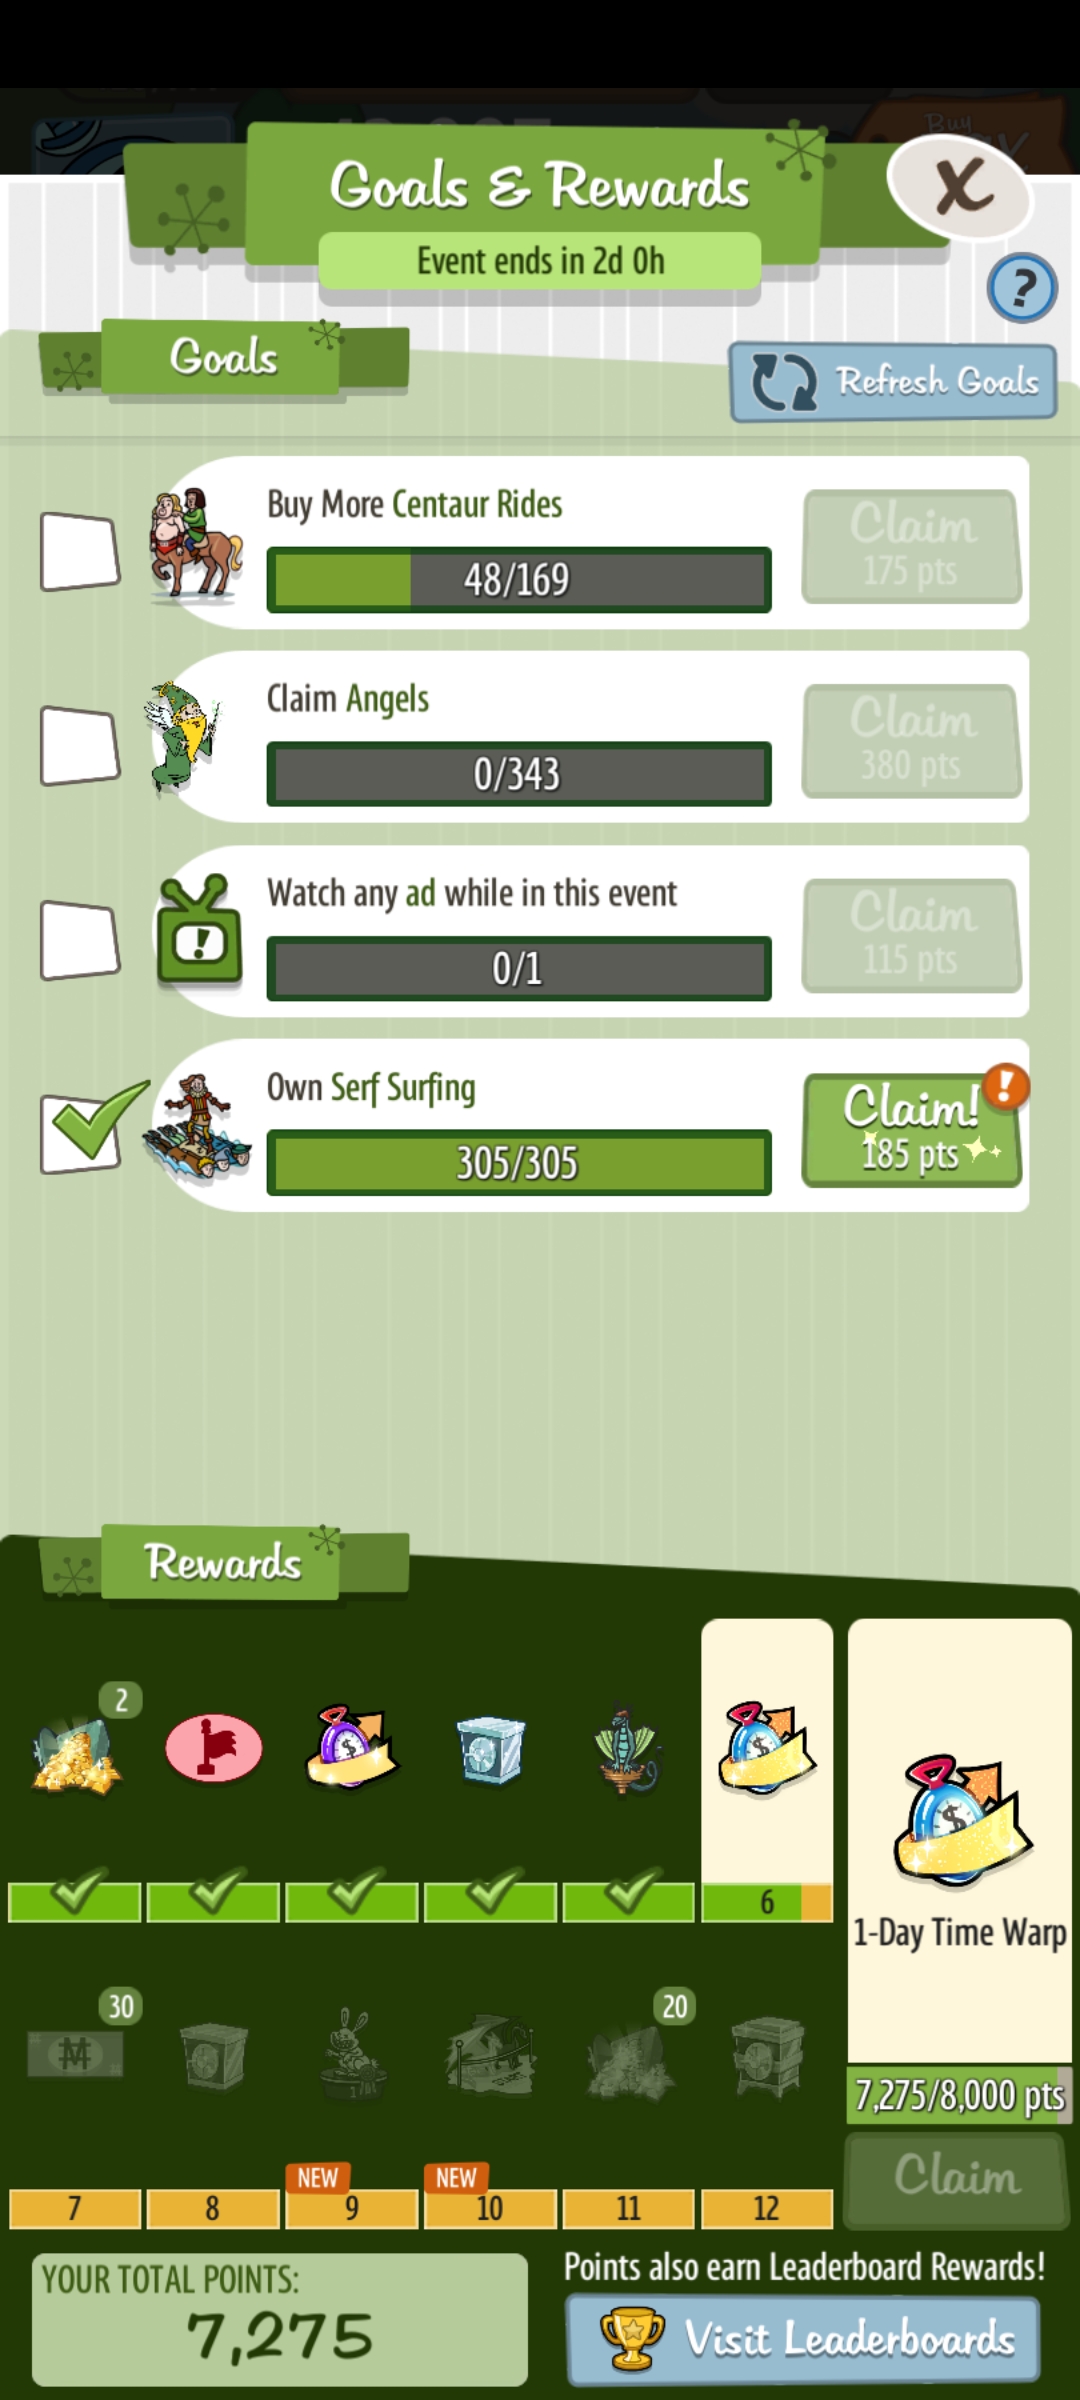 Buy
Goals & Rewards
X
Event ends in 2d 0h
?
Goals
Refresh Goals
Buy More Centaur Rides
48/169
Claim
175 pts
Claim Angels
0/343
Claim
380 pts
Watch any ad while in this event
!
0/1
Claim
115 pts
Own Serf Surfing
305/305
Claim!
!
185 pts
Rewards
2
6
1-Day Time Warp
30
20
7,275/8,000 pts
Claim
NEW
NEW
7
8
9
10
11
12
YOUR TOTAL POINTS:
7,275
Points also earn Leaderboard Rewards!
Visit Leaderboards